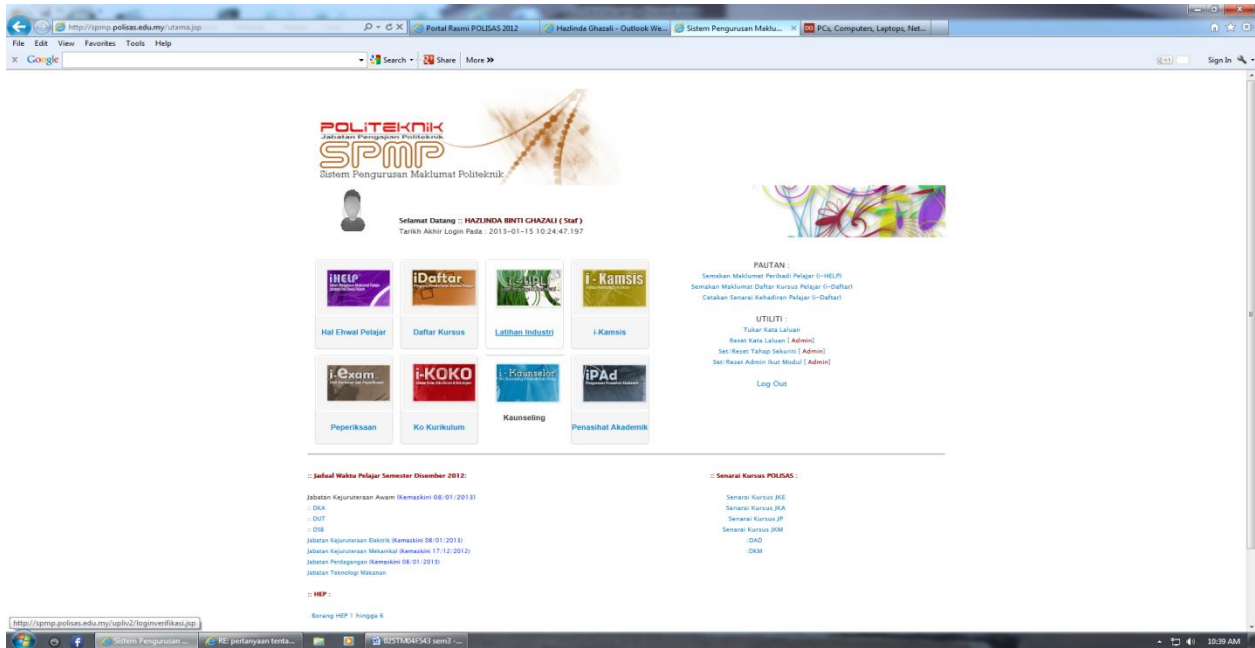 http://spmp.polisas.edu.my/utama.jsp
Portal Rasmi POLISAS 2012
Hazlinda Ghazali - Outlook We...
Sistem Pengurusan Maklu...
PCs, Computers, Laptops, Net...
File Edit View Favorites Tools Help
x Google
Search
Share
More >>
Sign In
POLITEKNIK
Jabatan Pengajian Politeknik
SPMP
Sistem Pengurusan Maklumat Politeknik
Selamat Datang :: HAZLINDA BINTI GHAZALI ( Staf )
Tarikh Akhir Login Pada : 2013-01-15 10:24:47.197
iHELP
iDaftar
i-UPLI
i-Kamsis
Hal Ehwal Pelajar
Daftar Kursus
Latihan Industri
i-Kamsis
i-Exam
i-KOKO
i-Kaunselor
iPAd
Peperiksaan
Ko Kurikulum
Kaunseling
Penasihat Akademik
PAUTAN :
Semakan Maklumat Peribadi Pelajar (i-HELP)
Semakan Maklumat Daftar Kursus Pelajar (i-Daftar)
Cetakan Senarai Kehadiran Pelajar (i-Daftar)
UTILITI :
Tukar Kata Laluan
Reset Kata Laluan [ Admin]
Set/Reset Tahap Sekuriti [ Admin]
Set/Reset Admin Ikut Modul [ Admin]
Log Out
:: Jadual Waktu Pelajar Semester Disember 2012:
Jabatan Kejuruteraan Awam (Kemaskini 08/01/2013)
:: DKA
:: DUT
:: DSB
Jabatan Kejuruteraan Elektrik (Kemaskini 08/01/2013)
Jabatan Kejuruteraan Mekanikal (Kemaskini 17/12/2012)
Jabatan Perdagangan (Kemaskini 08/01/2013)
Jabatan Teknologi Makanan
:: HEP :
Borang HEP 1 hingga 6
:: Senarai Kursus POLISAS :
Senarai Kursus JKE
Senarai Kursus JKA
Senarai Kursus JP
Senarai Kursus JKM
::DAD
::DKM
http://spmp.polisas.edu.my/upliv2/loginverifikasi.jsp
Sistem Pengurusan ...
RE: pertanyaan tenta...
02STM04F543 sem3 -...
10:39 AM